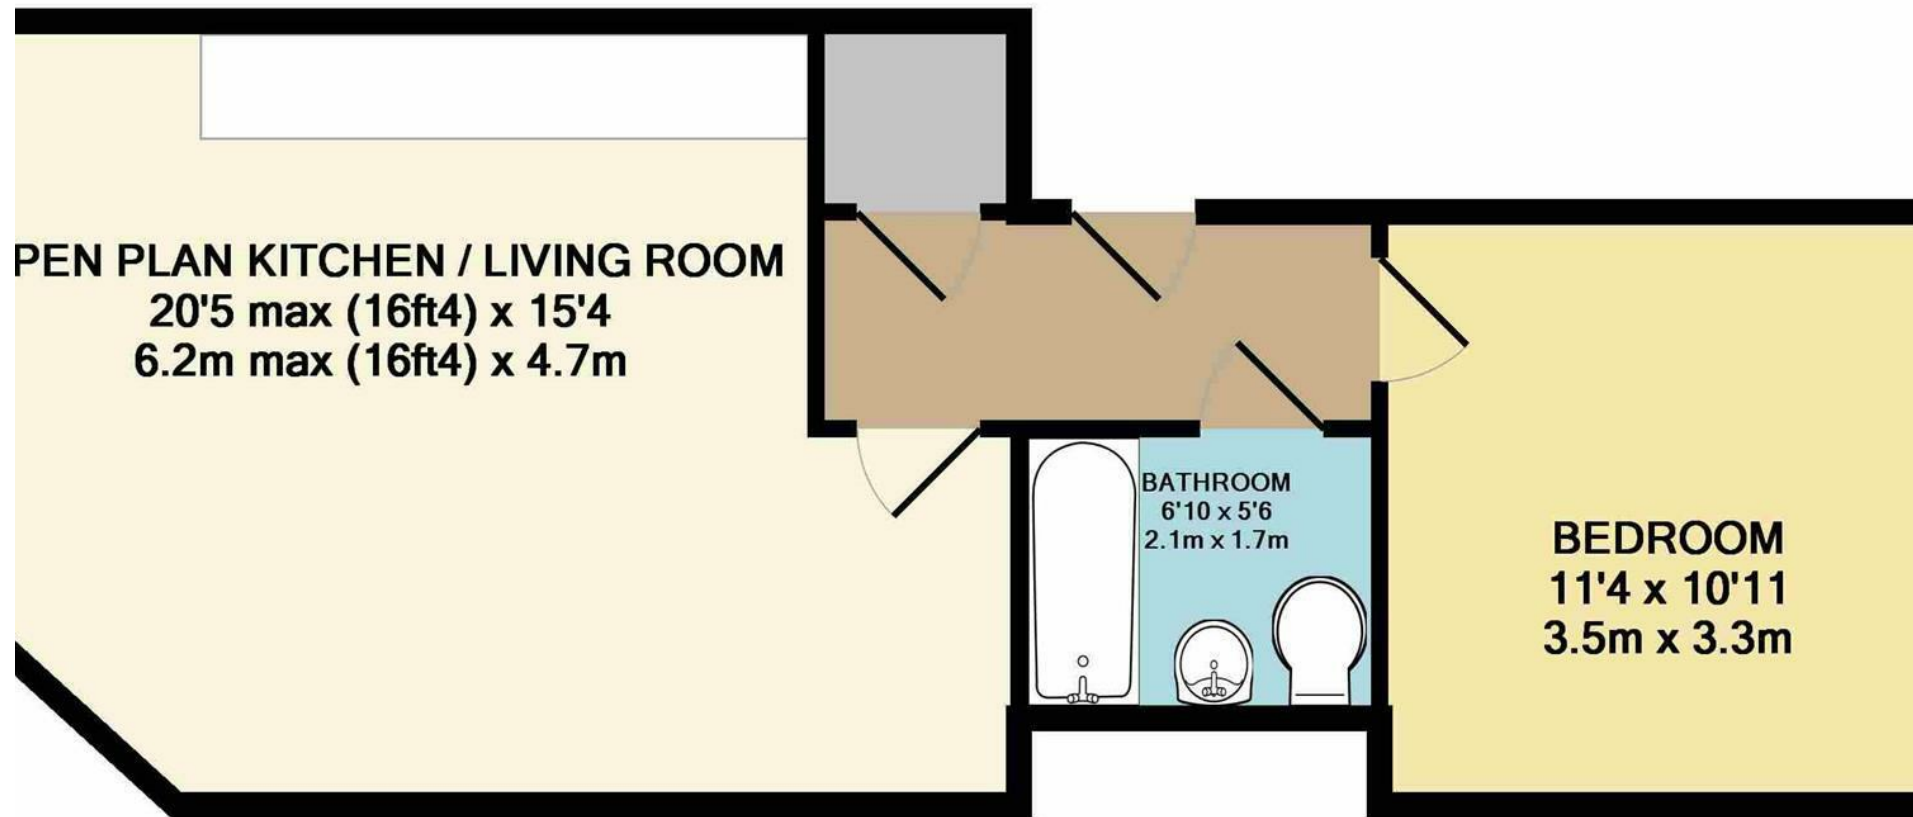 PEN PLAN KITCHEN / LIVING ROOM
20'5 max (16ft4) x 15'4
6.2m max (16ft4) x 4.7m
BATHROOM
6'10 x 5'6
2.1m x 1.7m
BEDROOM
11'4 x 10'11
3.5m x 3.3m